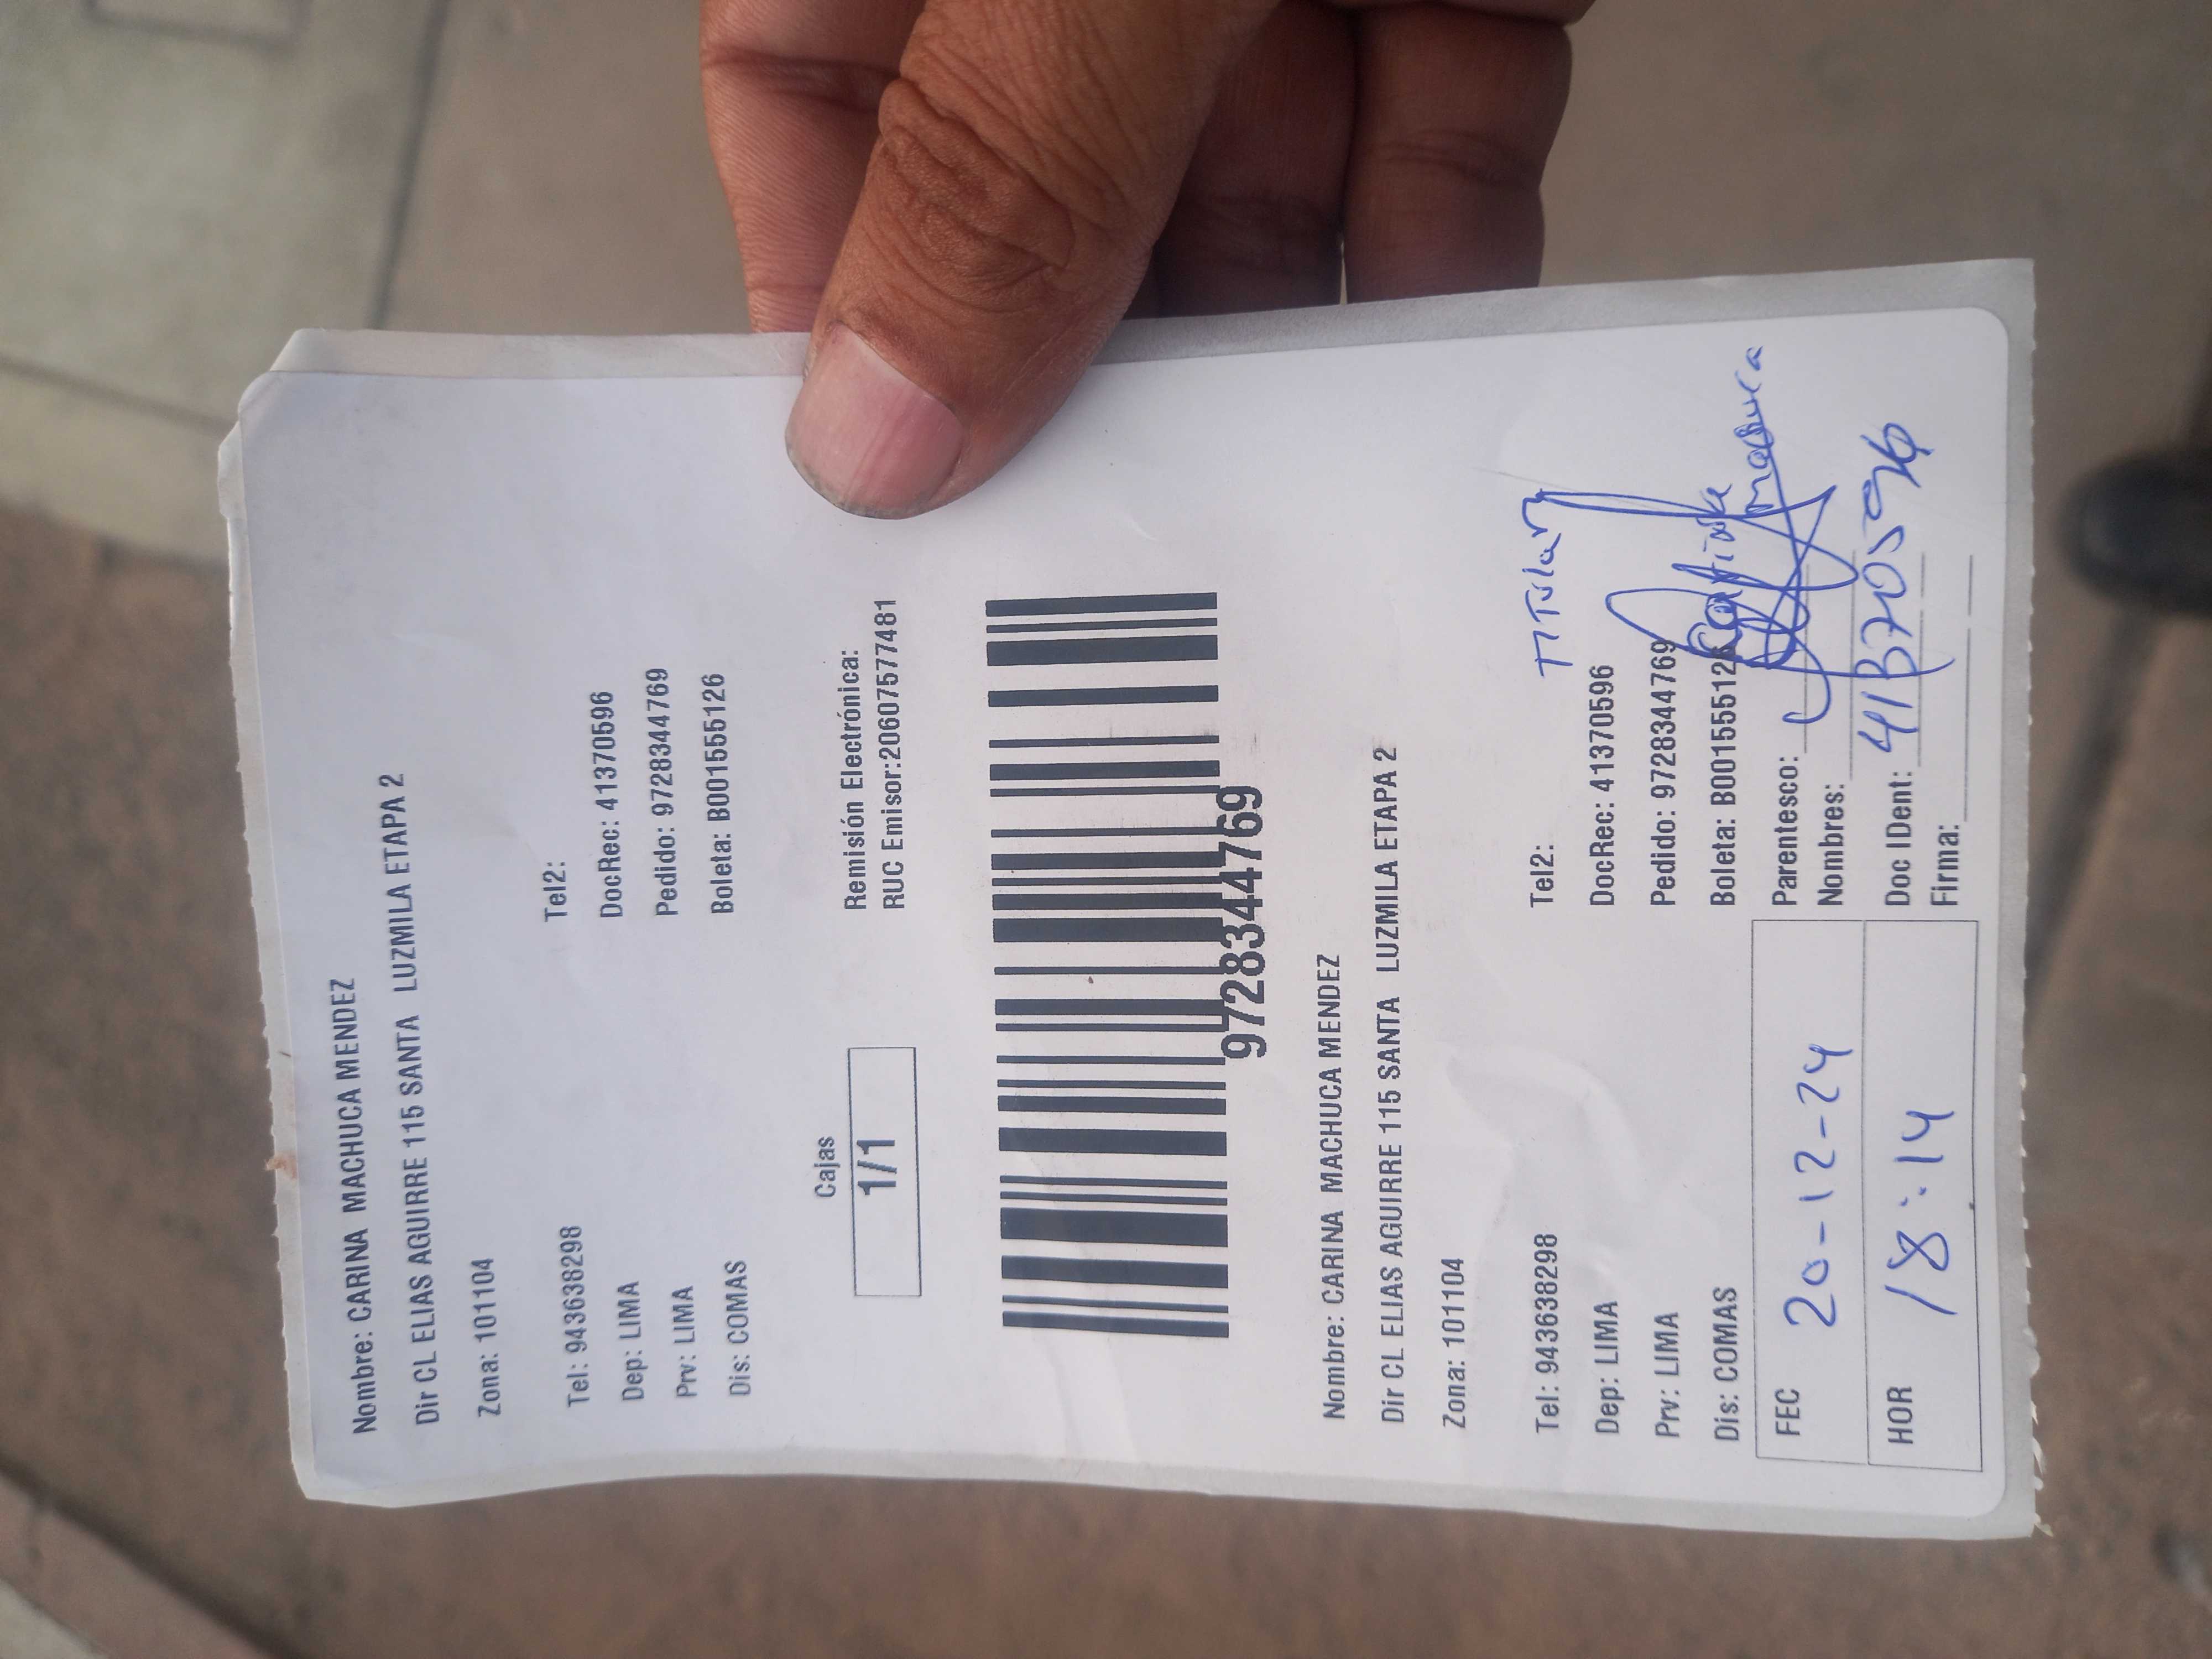 Nombre: CARINA MACHUCA MENDEZ
Dir CL ELIAS AGUIRRE 115 SANTA LUZMILA ETAPA 2
Zona: 101104
Tel: 943638298 Tel2:
Dep: LIMA DocRec: 41370596
Prv: LIMA Pedido: 9728344769
Dis: COMAS Boleta: B001555126
Cajas Remisión Electrónica:
1/1 RUC Emisor:20607577481
9728344769
Nombre: CARINA MACHUCA MENDEZ
Dir CL ELIAS AGUIRRE 115 SANTA LUZMILA ETAPA 2
Zona: 101104
Tel: 943638298 Tel2: TiTular
Dep: LIMA DocRec: 41370596
Prv: LIMA Pedido: 9728344769
Dis: COMAS Boleta: B001555126
FEC 20-12-24 Parentesco:
Nombres: Carina Machuca
HOR 18:14 Doc IDent: 41370596
Firma: